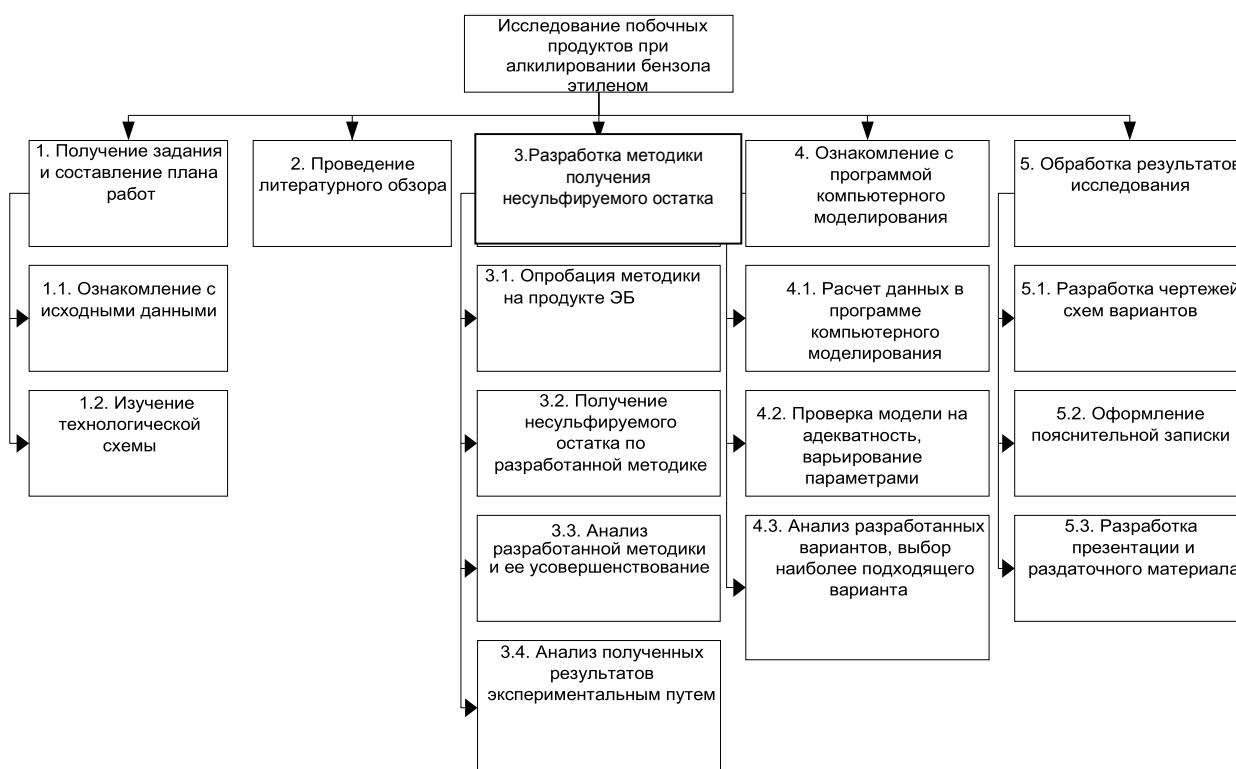 Исследование побочных
продуктов при
алкилировании бензола
этиленом
1. Получение задания
и составление плана
работ
2. Проведение
литературного обзора
3.Разработка методики
получения
несульфируемого остатка
4. Ознакомление с
программой
компьютерного
моделирования
5. Обработка результатов
исследования
1.1. Ознакомление с
исходными данными
1.2. Изучение
технологической
схемы
3.1. Опробация методики
на продукте ЭБ
3.2. Получение
несульфируемого
остатка по
разработанной методике
3.3. Анализ
разработанной методики
и ее усовершенствование
3.4. Анализ полученных
результатов
экспериментальным путем
4.1. Расчет данных в
программе
компьютерного
моделирования
4.2. Проверка модели на
адекватность,
варьирование
параметрами
4.3. Анализ разработанных
вариантов, выбор
наиболее подходящего
варианта
5.1. Разработка чертежей
схем вариантов
5.2. Оформление
пояснительной записки
5.3. Разработка
презентации и
раздаточного материала